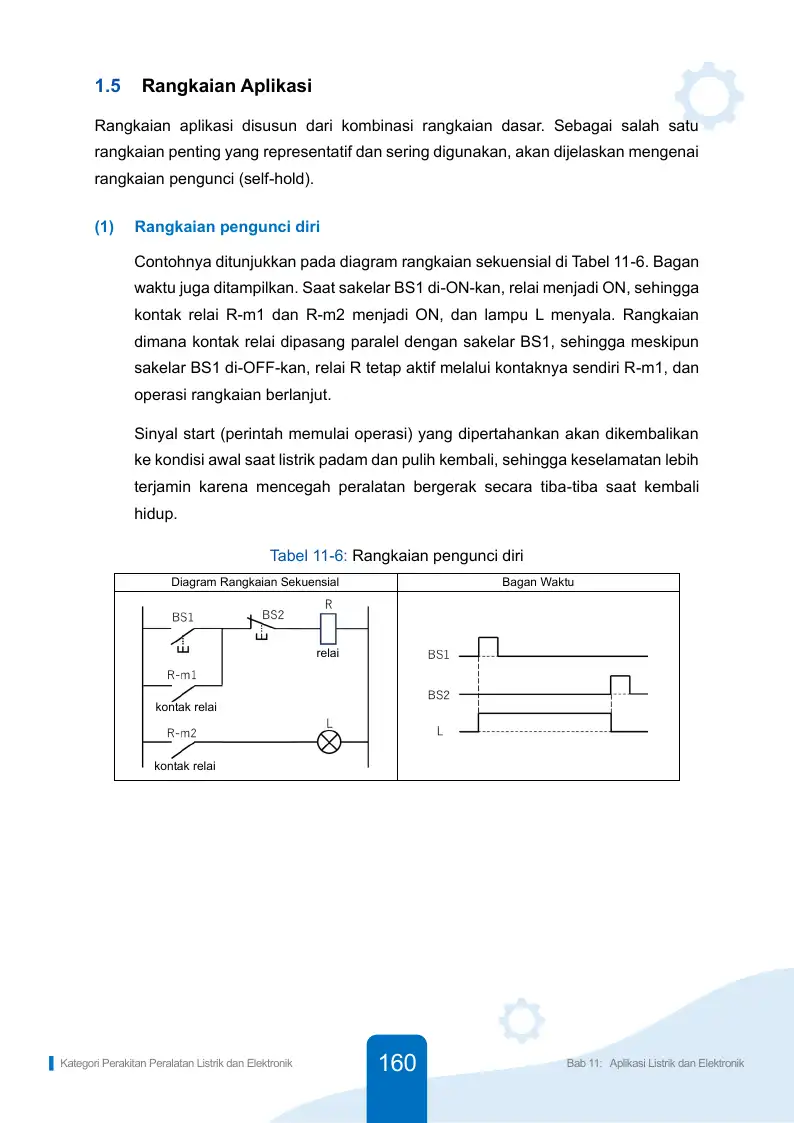 1.5 Rangkaian Aplikasi
Rangkaian aplikasi disusun dari kombinasi rangkaian dasar. Sebagai salah satu
rangkaian penting yang representatif dan sering digunakan, akan dijelaskan mengenai
rangkaian pengunci (self-hold).
(1) Rangkaian pengunci diri
Contohnya ditunjukkan pada diagram rangkaian sekuensial di Tabel 11-6. Bagan
waktu juga ditampilkan. Saat sakelar BS1 di-ON-kan, relai menjadi ON, sehingga
kontak relai R-m1 dan R-m2 menjadi ON, dan lampu L menyala. Rangkaian
dimana kontak relai dipasang paralel dengan sakelar BS1, sehingga meskipun
sakelar BS1 di-OFF-kan, relai R tetap aktif melalui kontaknya sendiri R-m1, dan
operasi rangkaian berlanjut.
Sinyal start (perintah memulai operasi) yang dipertahankan akan dikembalikan
ke kondisi awal saat listrik padam dan pulih kembali, sehingga keselamatan lebih
terjamin karena mencegah peralatan bergerak secara tiba-tiba saat kembali
hidup.
Tabel 11-6: Rangkaian pengunci diri
Diagram Rangkaian Sekuensial
Bagan Waktu
BS1
BS2
R
relai
R-m1
kontak relai
R-m2
L
kontak relai
BS1
BS2
L
Kategori Perakitan Peralatan Listrik dan Elektronik
160
Bab 11: Aplikasi Listrik dan Elektronik